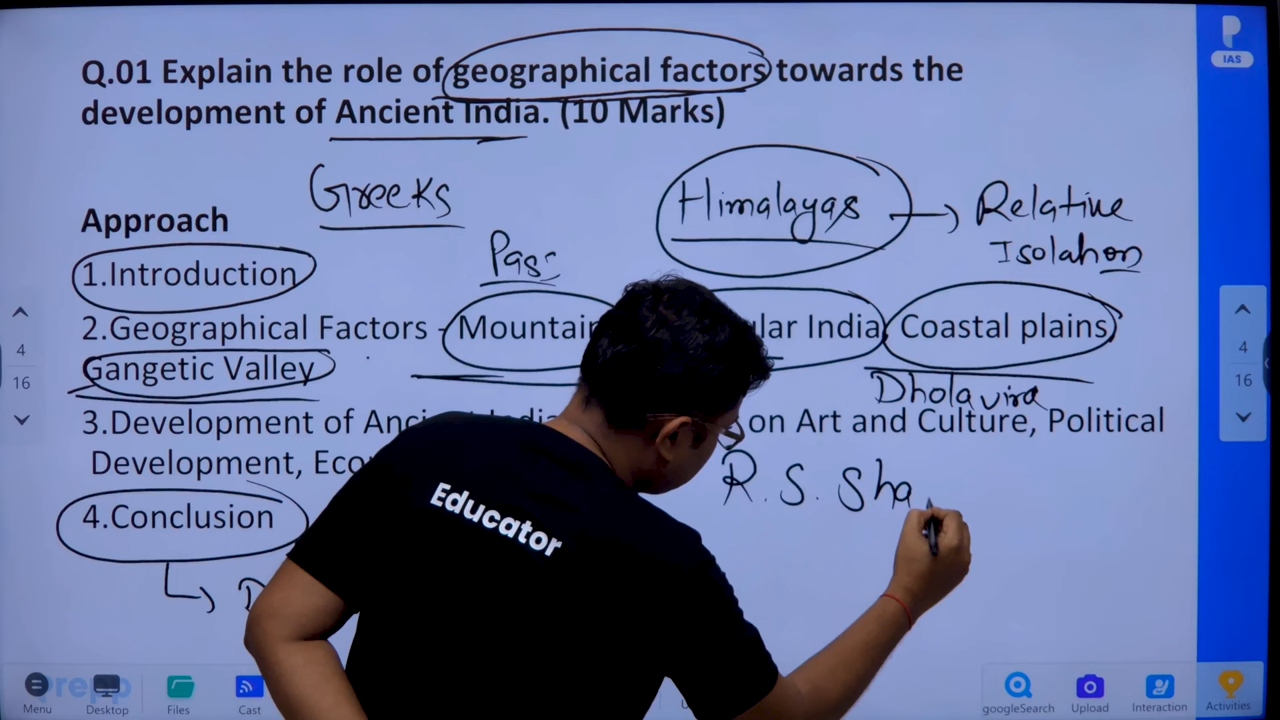 Q.01 Explain the role of geographical factors towards the
development of Ancient India. (10 Marks)
IAS
Greeks
Himalayas → Relative
Isolation
Approach
1.Introduction
Pass
2.Geographical Factors - Mountain lar India, Coastal plains,
Gangetic Valley
Dholavira
3.Development of Anci on Art and Culture, Political
Development, Eco
R.S. Sha
4.Conclusion
4
16
4
16
Educator
prepp
Menu Desktop Files Cast googleSearch Upload Interaction Activities